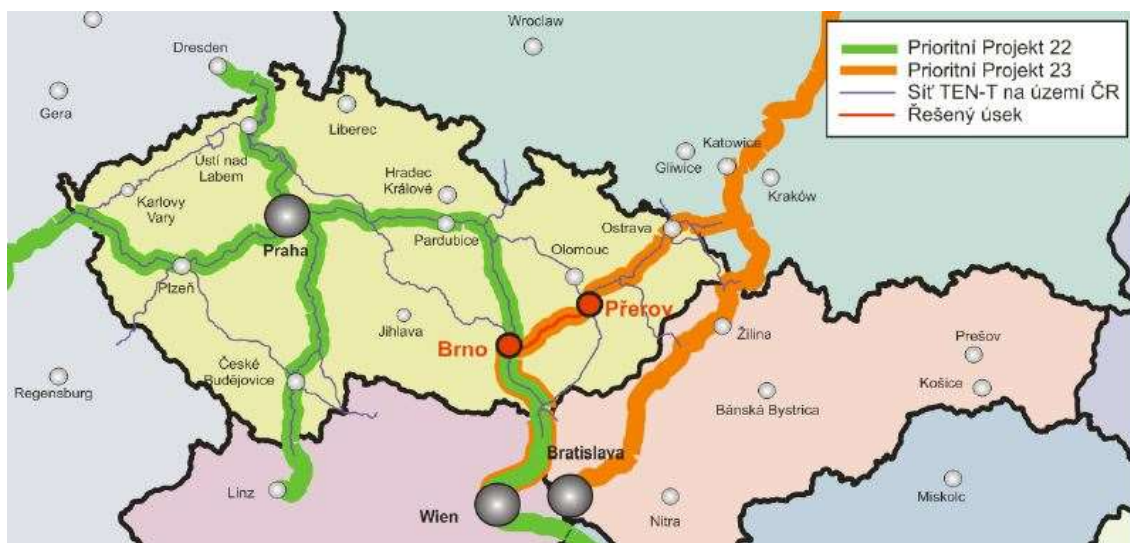 Prioritní Projekt 22
Prioritní Projekt 23
Síť TEN-T na území ČR
Řešený úsek
Wroclaw
Dresden
Gera
Liberec
Ústí nad
Labem
Karlovy
Vary
Hradec
Králové
Gliwice
Katowice
Kraków
Praha
Pardubice
Ostrava
Olomouc
Plzeň
Přerov
Jihlava
Brno
Žilina
Prešov
České
Budějovice
Regensburg
Košice
Bánská Bystrica
Bratislava
Linz
Wien
Nitra
Miskolc